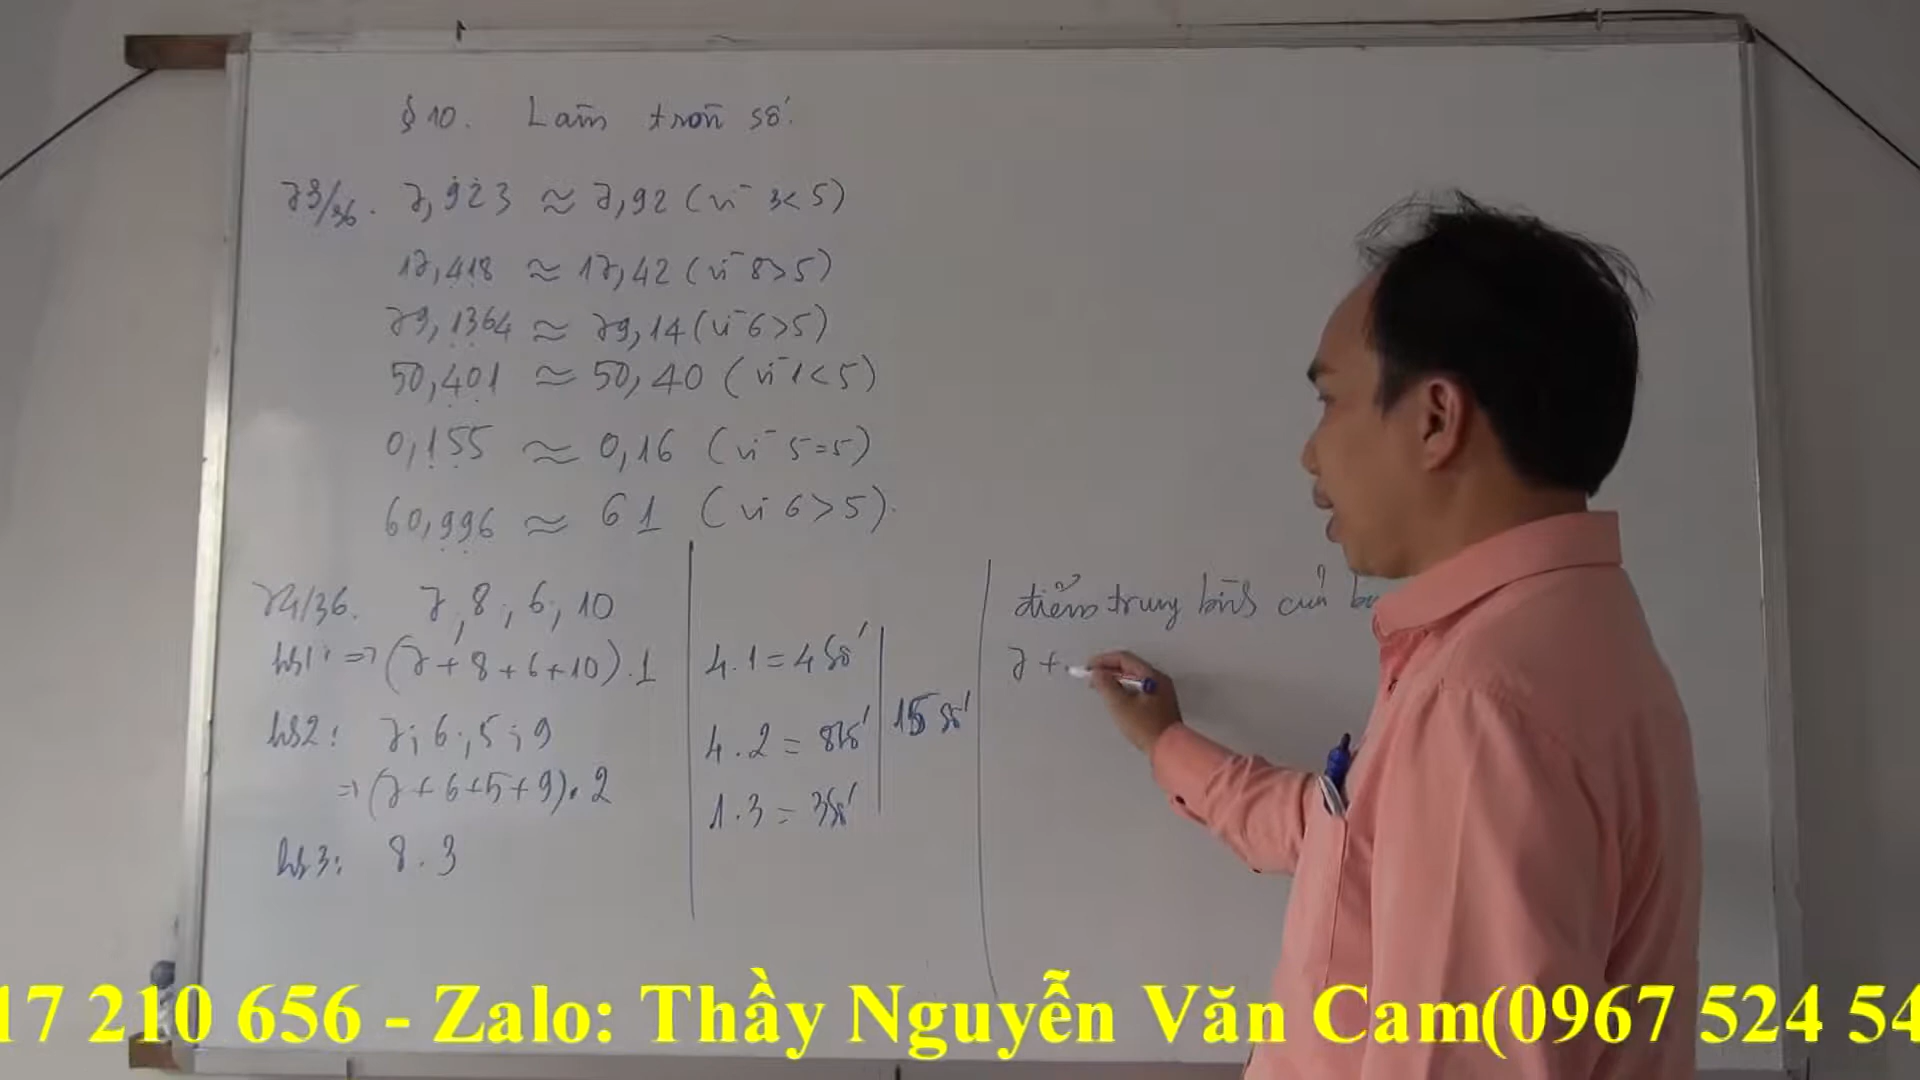 § 10. Làm tròn số.
73/36. 7,923 ≈ 7,92 (vì 3<5)
17,418 ≈ 17,42 (vì 8>5)
79,1364 ≈ 79,14 (vì 6>5)
50,401 ≈ 50,40 (vì 1<5)
0,155 ≈ 0,16 (vì 5=5)
60,996 ≈ 61 (vì 6>5).
74/36. 7, 8, 6, 10
hs1: => (7+8+6+10).1
hs2: 7; 6; 5; 9
=> (7+6+5+9).2
hs3: 8.3
4.1 = 4 số
4.2 = 8 số
1.3 = 3 số
15 số
điểm trung bình của
7 +
17 210 656 - Zalo: Thầy Nguyễn Văn Cam(0967 524 54